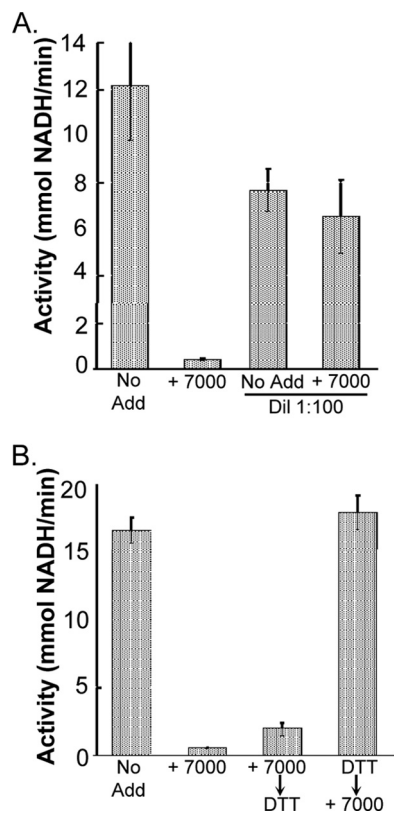 A.
Activity (mmol NADH/min)
14
12
10
8
6
4
2
0
No Add
+ 7000
No Add
+ 7000
Dil 1:100
B.
Activity (mmol NADH/min)
20
15
10
5
0
No Add
+ 7000
+ 7000
DTT
DTT
+ 7000